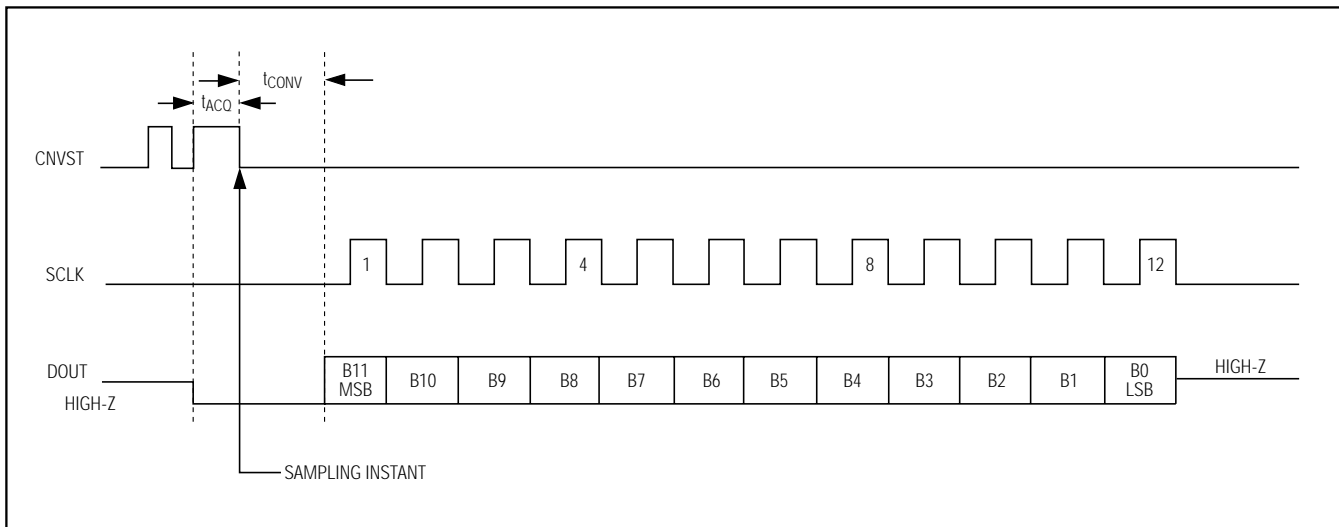 tCONV
tACQ
CNVST
SCLK
1
4
8
12
DOUT
HIGH-Z
B11
MSB
B10
B9
B8
B7
B6
B5
B4
B3
B2
B1
B0
LSB
HIGH-Z
SAMPLING INSTANT